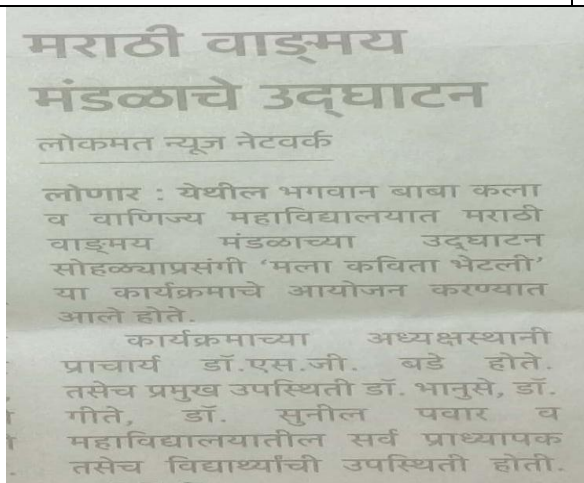 मराठी वाङ्मय
मंडळाचे उद्‌घाटन
लोकमत न्यूज नेटवर्क
लोणार : येथील भगवान बाबा कला
व वाणिज्य महाविद्यालयात मराठी
वाङ्मय मंडळाच्या उद्‌घाटन
सोहळ्याप्रसंगी ‘मला कविता भेटली’
या कार्यक्रमाचे आयोजन करण्यात
आले होते.
कार्यक्रमाच्या अध्यक्षस्थानी
प्राचार्य डॉ.एस.जी. बडे होते.
तसेच प्रमुख उपस्थिती डॉ. भानुसे, डॉ.
गीते, डॉ. सुनील पवार व
महाविद्यालयातील सर्व प्राध्यापक
तसेच विद्यार्थ्यांची उपस्थिती होती.